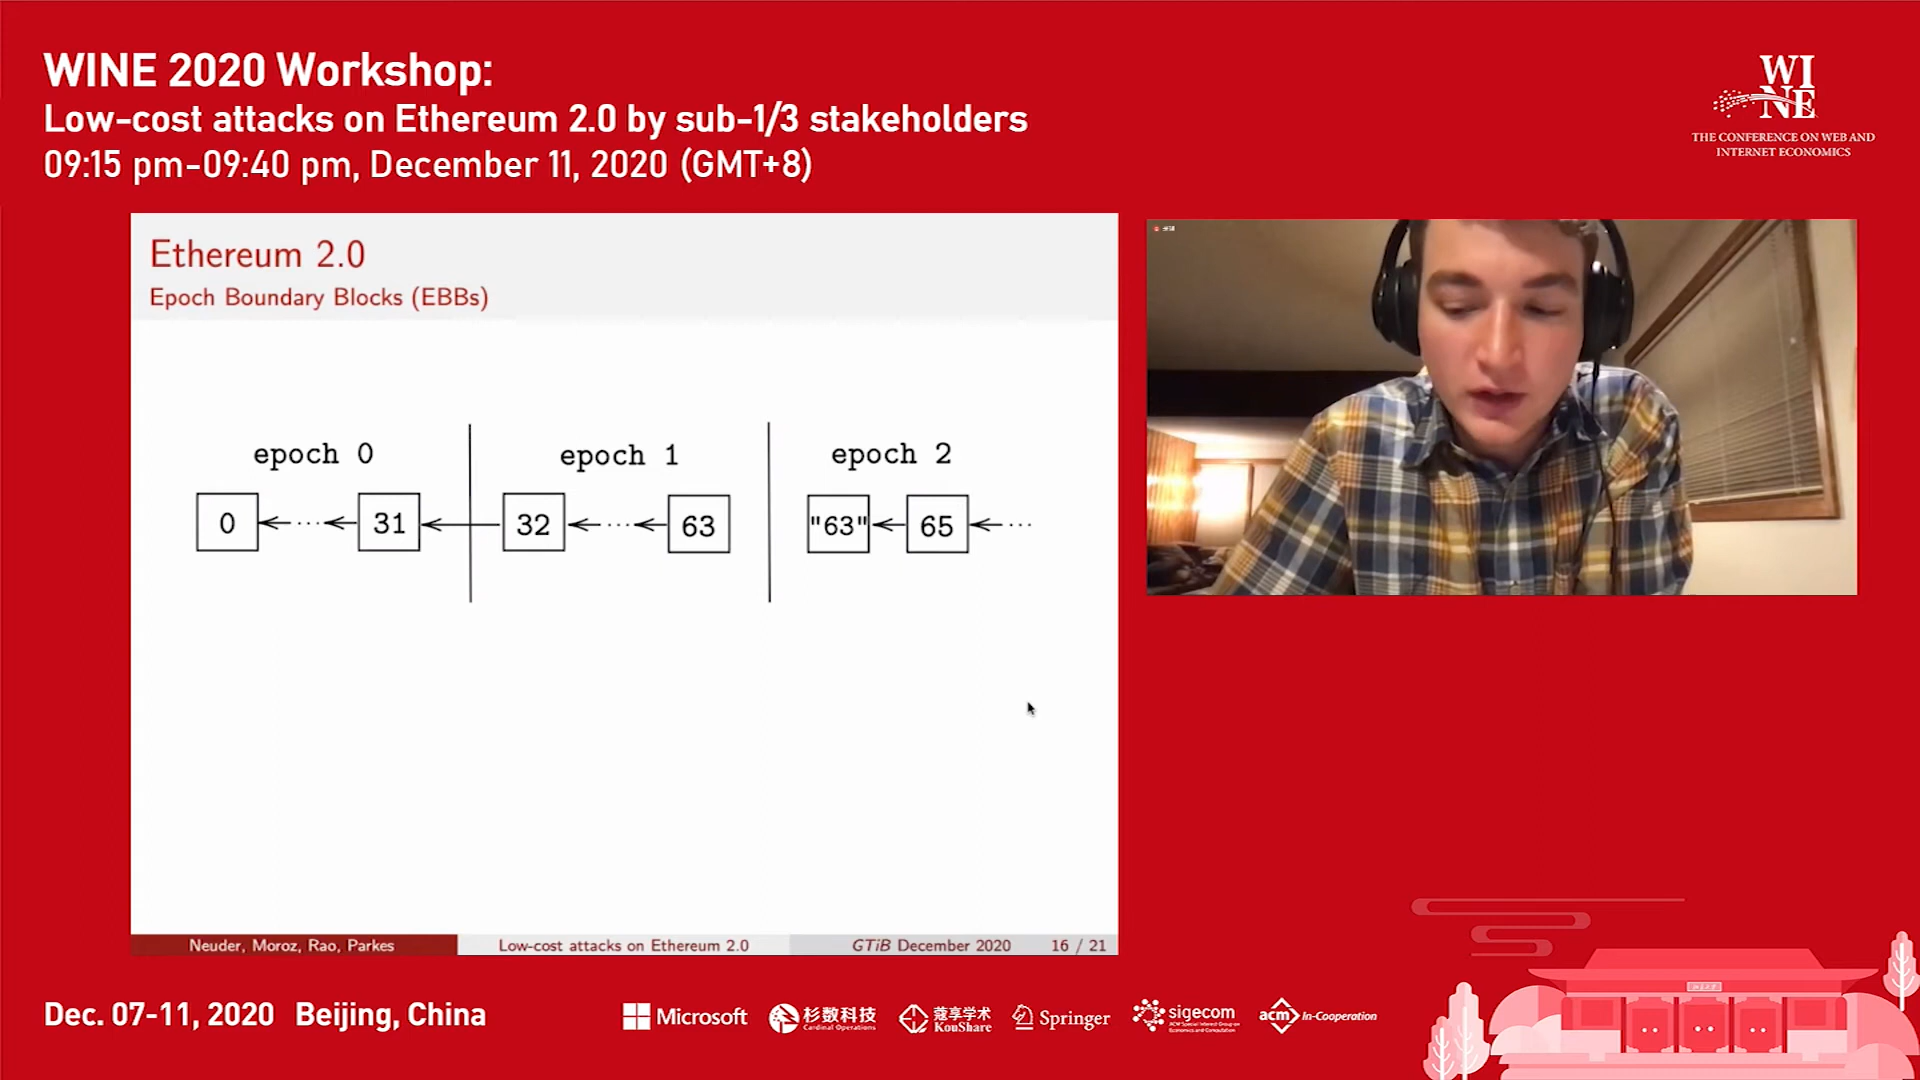 WINE 2020 Workshop:
Low-cost attacks on Ethereum 2.0 by sub-1/3 stakeholders
09:15 pm-09:40 pm, December 11, 2020 (GMT+8)
WI
NE
THE CONFERENCE ON WEB AND
INTERNET ECONOMICS
Ethereum 2.0
Epoch Boundary Blocks (EBBs)
epoch 0 epoch 1 epoch 2
0 31 32 63 "63" 65
Neuder, Moroz, Rao, Parkes Low-cost attacks on Ethereum 2.0 GTiB December 2020 16 / 21
Dec. 07-11, 2020 Beijing, China
Microsoft
杉数科技
Cardinal Operations
蔻享学术
KouShare
Springer
sigecom
acm In-Cooperation